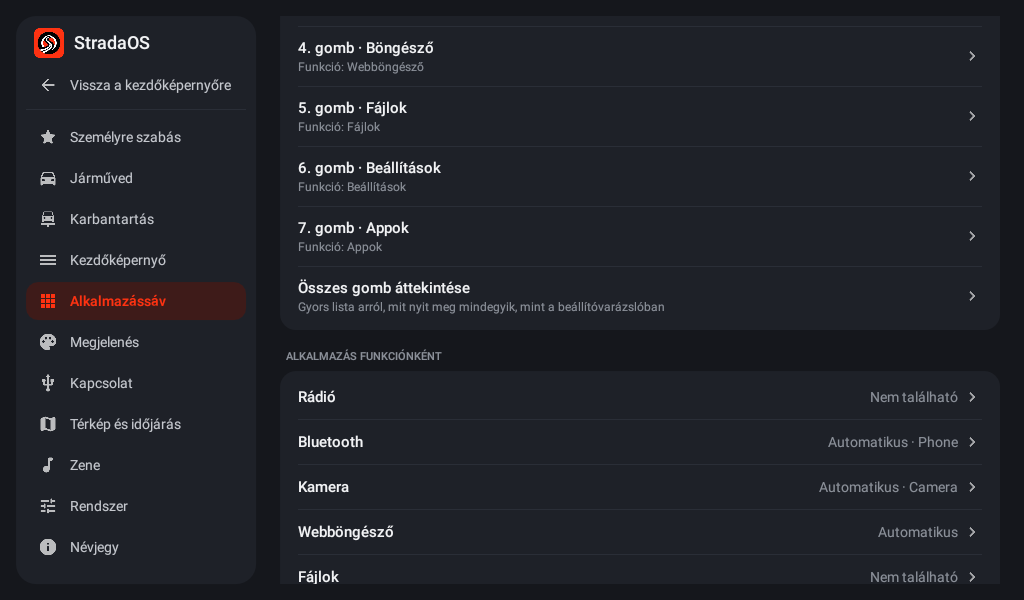 StradaOS
Vissza a kezdőképernyőre
Személyre szabás
Járműved
Karbantartás
Kezdőképernyő
Alkalmazássáv
Megjelenés
Kapcsolat
Térkép és időjárás
Zene
Rendszer
Névjegy
4. gomb · Böngésző
Funkció: Webböngésző
5. gomb · Fájlok
Funkció: Fájlok
6. gomb · Beállítások
Funkció: Beállítások
7. gomb · Appok
Funkció: Appok
Összes gomb áttekintése
Gyors lista arról, mit nyit meg mindegyik, mint a beállítóvarázslóban
ALKALMAZÁS FUNKCIÓNKÉNT
Rádió Nem található
Bluetooth Automatikus · Phone
Kamera Automatikus · Camera
Webböngésző Automatikus
Fájlok Nem található